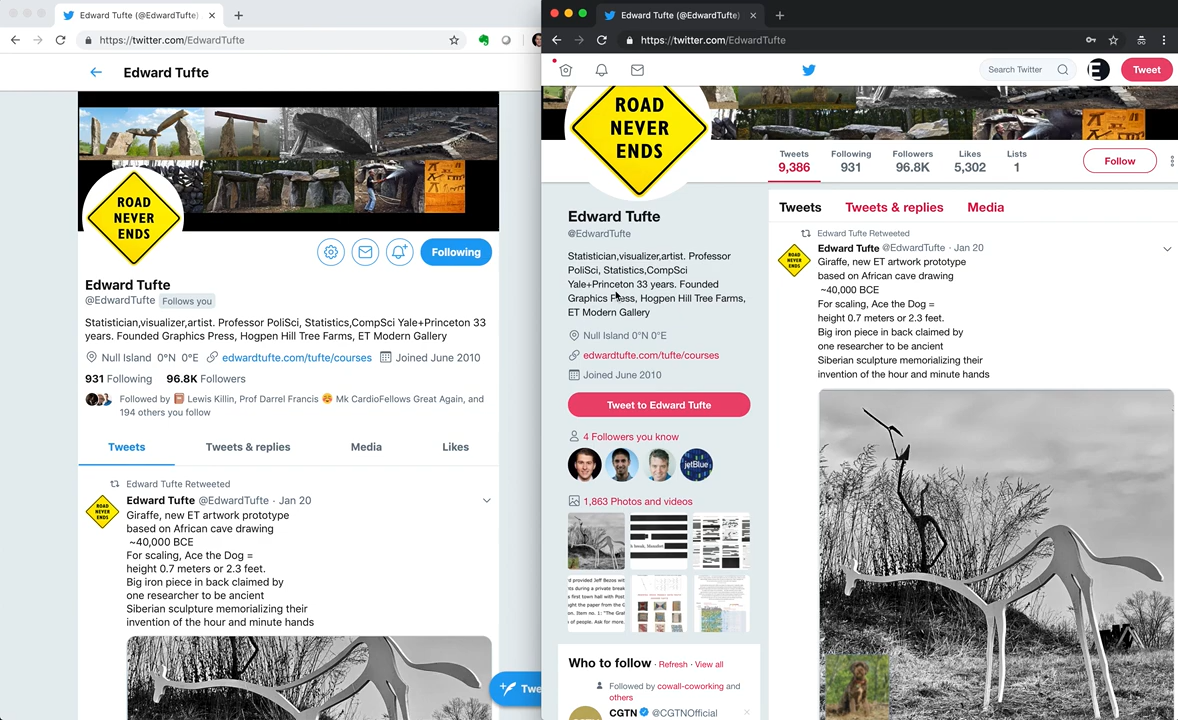 Edward Tufte (@EdwardTufte)
https://twitter.com/EdwardTufte
Edward Tufte
ROAD
NEVER
ENDS
Following
Edward Tufte
@EdwardTufte Follows you
Statistician,visualizer,artist. Professor PoliSci, Statistics,CompSci Yale+Princeton 33
years. Founded Graphics Press, Hogpen Hill Tree Farms, ET Modern Gallery
Null Island 0°N 0°E edwardtufte.com/tufte/courses Joined June 2010
931 Following 96.8K Followers
Followed by Lewis Killin, Prof Darrel Francis Mk CardioFellows Great Again, and
194 others you follow
Tweets Tweets & replies Media Likes
Edward Tufte Retweeted
ROAD
NEVER
ENDS
Edward Tufte @EdwardTufte · Jan 20
Giraffe, new ET artwork prototype
based on African cave drawing
~40,000 BCE
For scaling, Ace the Dog =
height 0.7 meters or 2.3 feet.
Big iron piece in back claimed by
one researcher to be ancient
Siberian sculpture memorializing their
invention of the hour and minute hands
Twe
Edward Tufte (@EdwardTufte)
https://twitter.com/EdwardTufte
Search Twitter
E
Tweet
ROAD
NEVER
ENDS
Tweets Following Followers Likes Lists
9,386 931 96.8K 5,302 1
Follow
Edward Tufte
@EdwardTufte
Statistician,visualizer,artist. Professor
PoliSci, Statistics,CompSci
Yale+Princeton 33 years. Founded
Graphics Press, Hogpen Hill Tree Farms,
ET Modern Gallery
Null Island 0°N 0°E
edwardtufte.com/tufte/courses
Joined June 2010
Tweet to Edward Tufte
4 Followers you know
jetBlue
1,863 Photos and videos
Who to follow · Refresh · View all
Followed by cowall-coworking and
others
CGTN @CGTNOfficial
Tweets Tweets & replies Media
Edward Tufte Retweeted
ROAD
NEVER
ENDS
Edward Tufte @EdwardTufte · Jan 20
Giraffe, new ET artwork prototype
based on African cave drawing
~40,000 BCE
For scaling, Ace the Dog =
height 0.7 meters or 2.3 feet.
Big iron piece in back claimed by
one researcher to be ancient
Siberian sculpture memorializing their
invention of the hour and minute hands